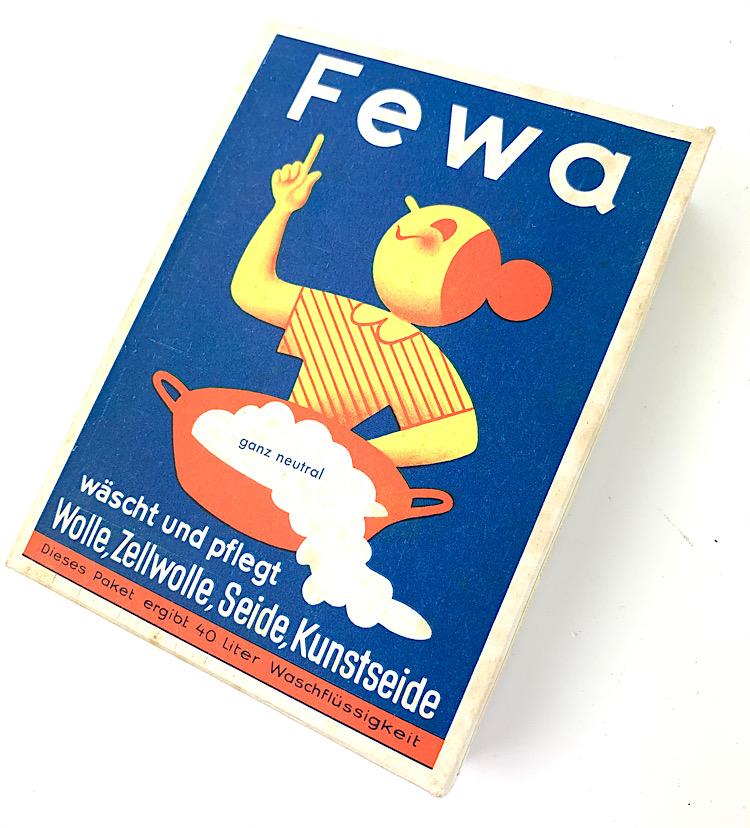 Fewa
ganz neutral
wäscht und pflegt
Wolle, Zellwolle, Seide, Kunstseide
Dieses Paket ergibt 40 Liter Waschflüssigkeit